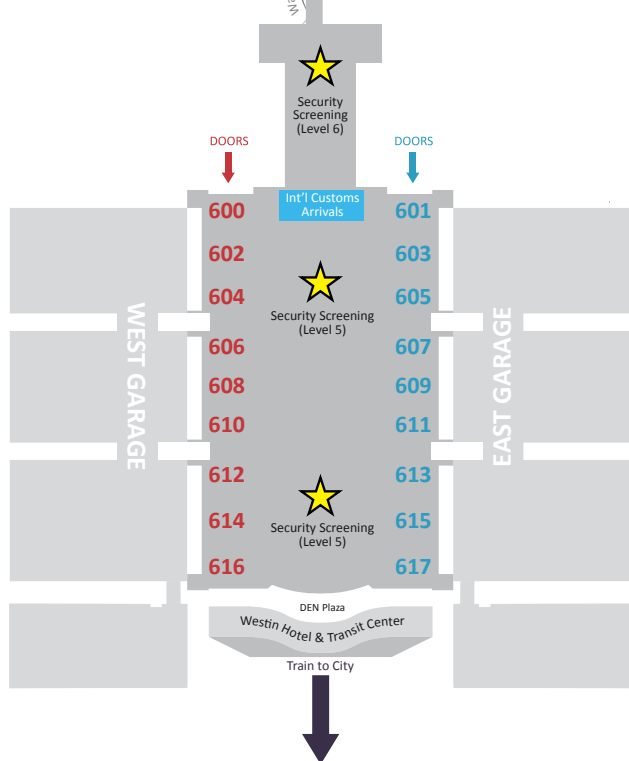 Security
Screening
(Level 6)
DOORS
DOORS
Int'l Customs
Arrivals
600
601
602
603
604
605
Security Screening
(Level 5)
WEST GARAGE
EAST GARAGE
606
607
608
609
610
611
612
613
614
615
Security Screening
(Level 5)
616
617
DEN Plaza
Westin Hotel & Transit Center
Train to City